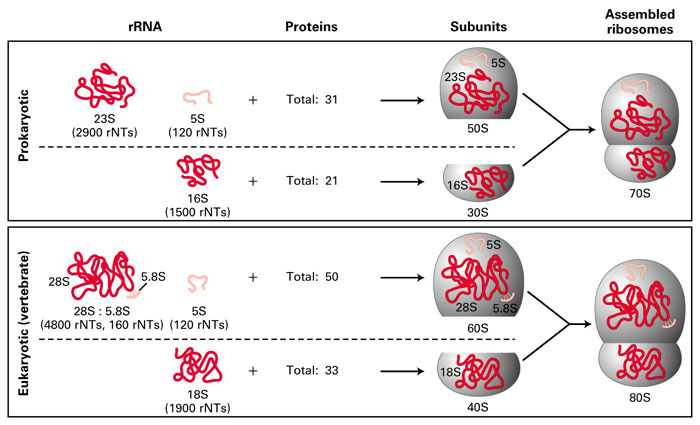 rRNA
Proteins
Subunits
Assembled
ribosomes
Prokaryotic
23S
(2900 rNTs)
5S
(120 rNTs)
+
Total: 31
23S
5S
50S
16S
(1500 rNTs)
+
Total: 21
16S
30S
70S
Eukaryotic (vertebrate)
28S
5.8S
28S : 5.8S
(4800 rNTs, 160 rNTs)
5S
(120 rNTs)
+
Total: 50
5S
28S
5.8S
60S
18S
(1900 rNTs)
+
Total: 33
18S
40S
80S